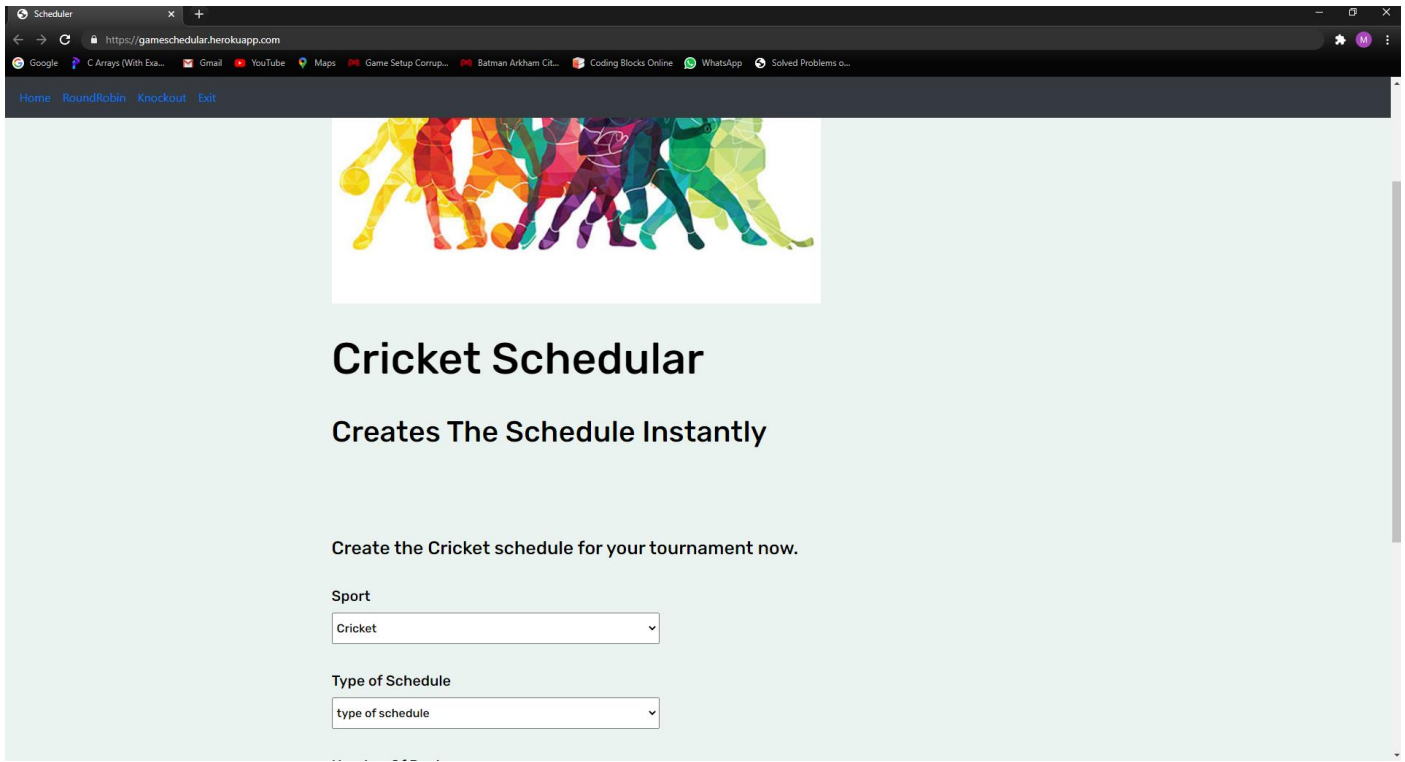 Scheduler
https://gameschedular.herokuapp.com
M
Google C Arrays (With Exa... Gmail YouTube Maps Game Setup Corrup... Batman Arkham Cit... Coding Blocks Online WhatsApp Solved Problems o...
Home RoundRobin Knockout Exit
Cricket Schedular
Creates The Schedule Instantly
Create the Cricket schedule for your tournament now.
Sport
Cricket
Type of Schedule
type of schedule